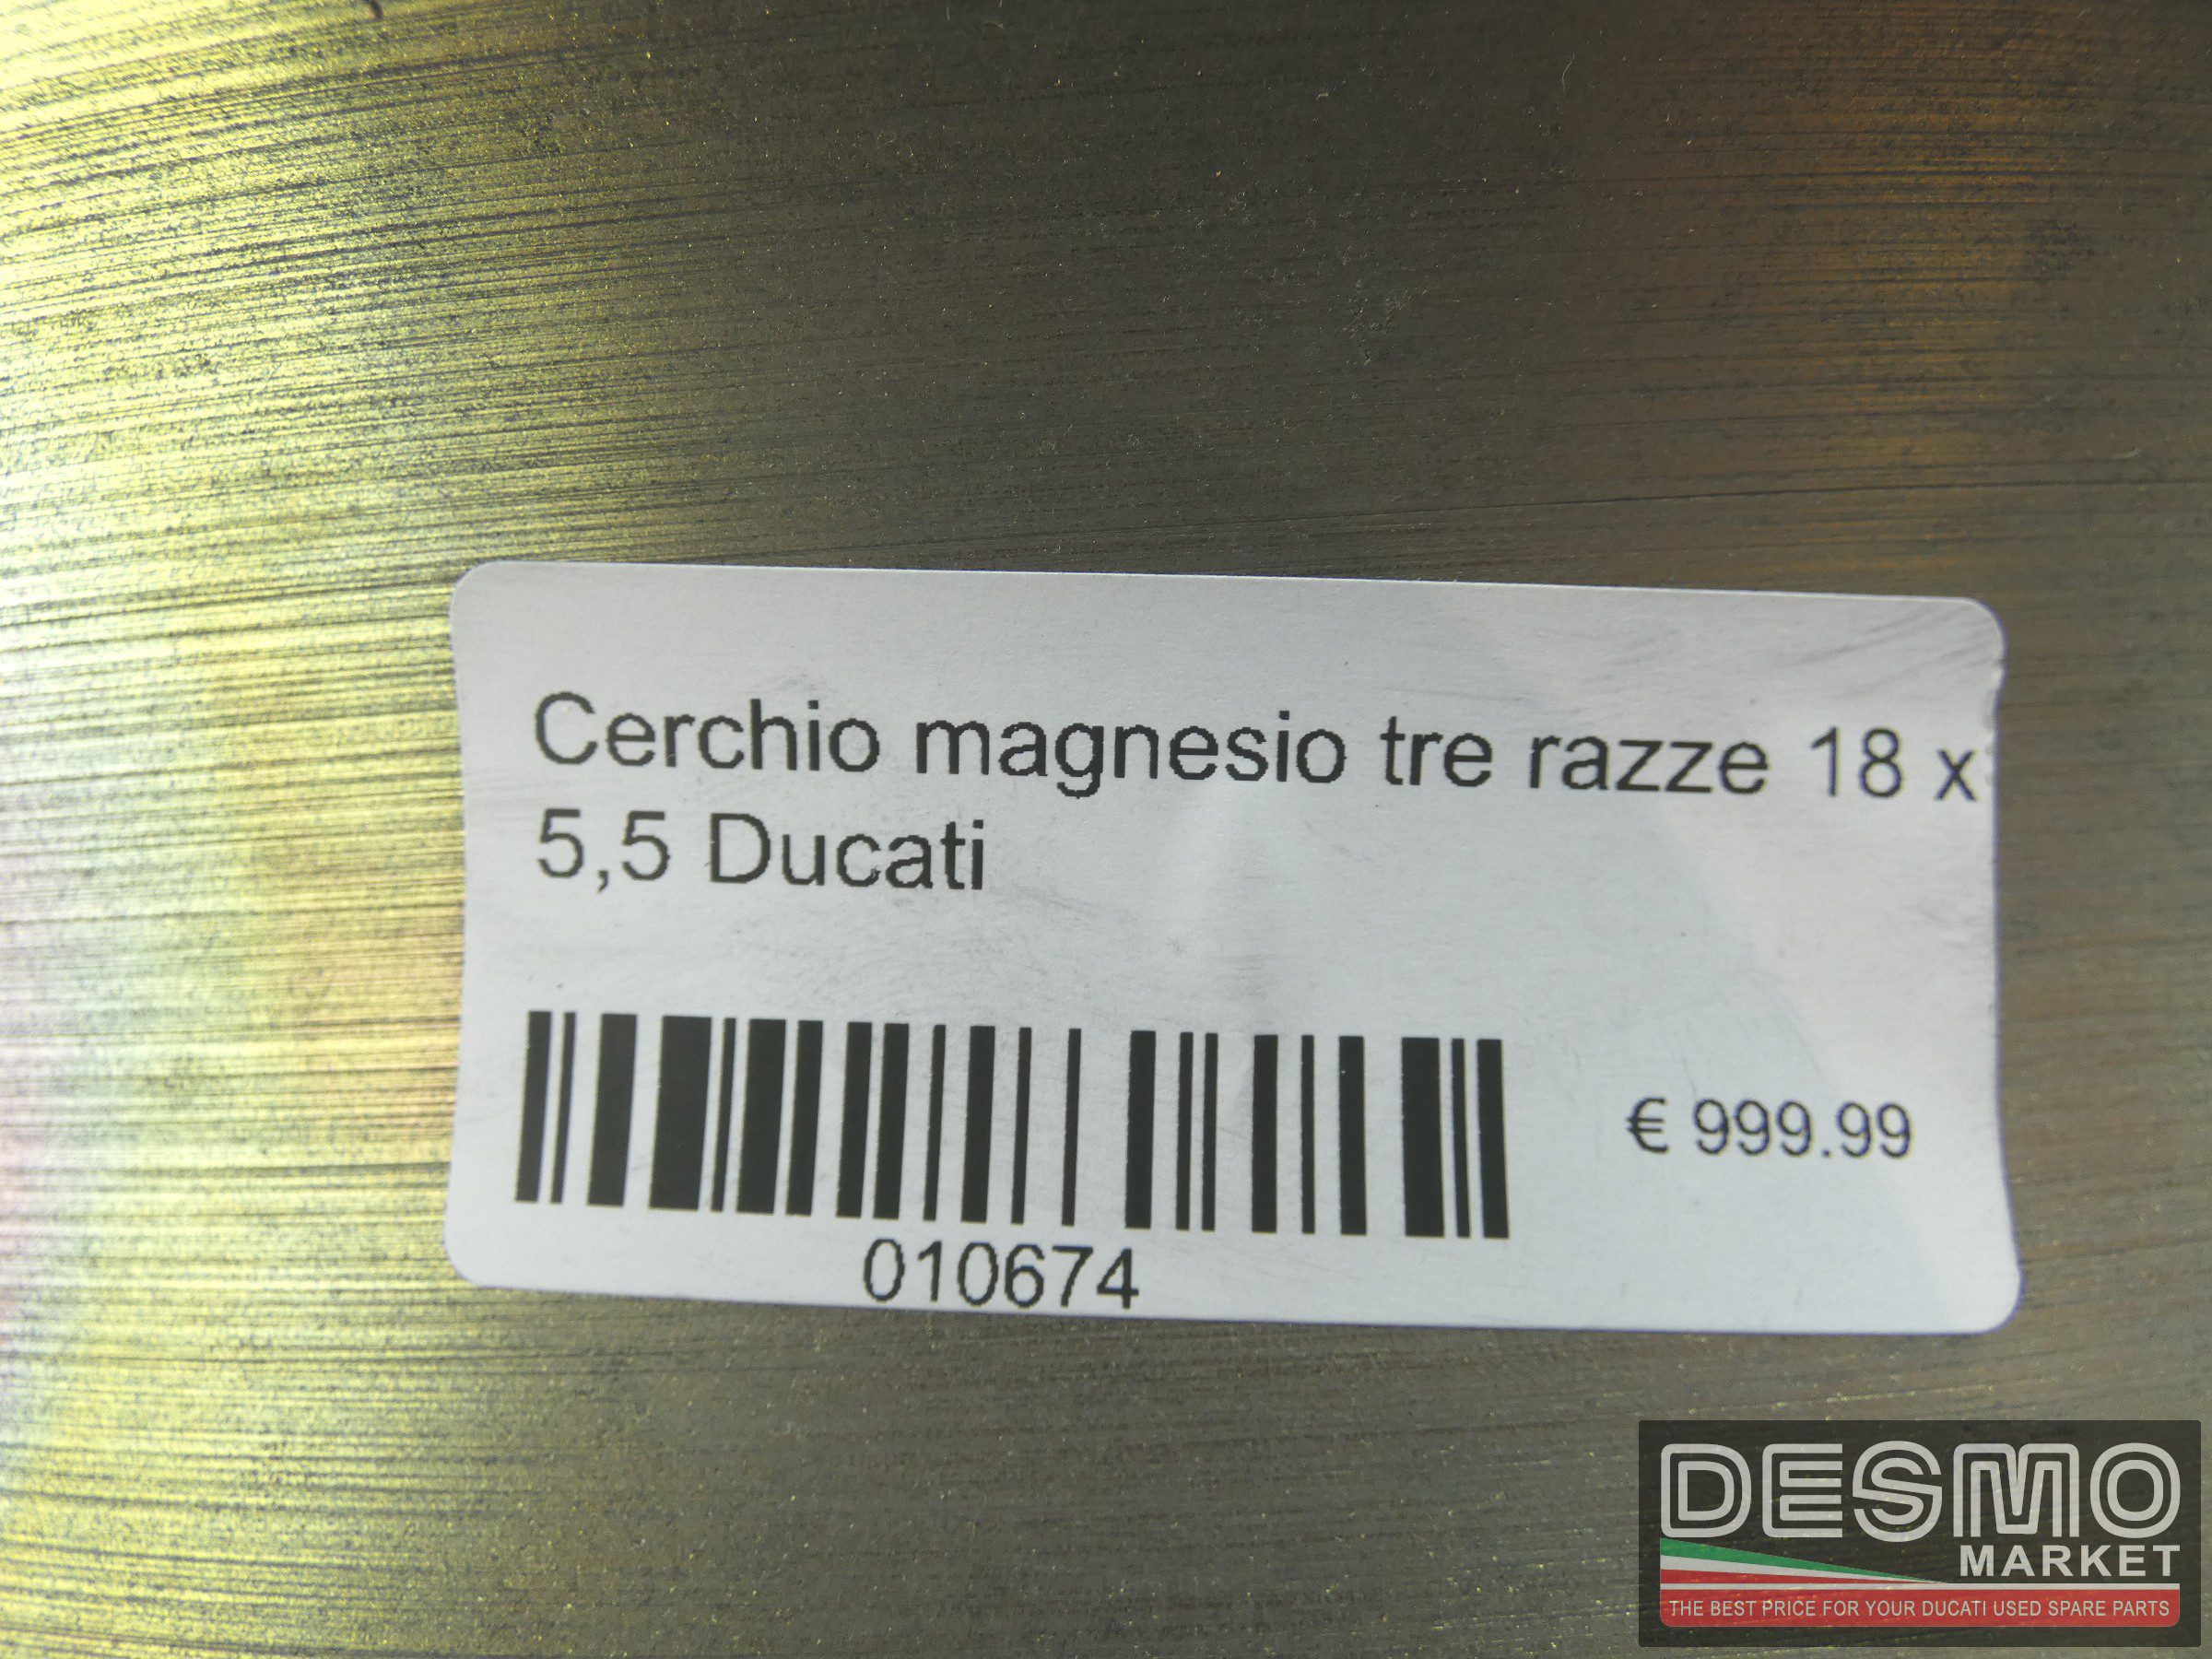 Cerchio magnesio tre razze 18 x
5,5 Ducati
€ 999.99
010674
DESMO
MARKET
THE BEST PRICE FOR YOUR DUCATI USED SPARE PARTS